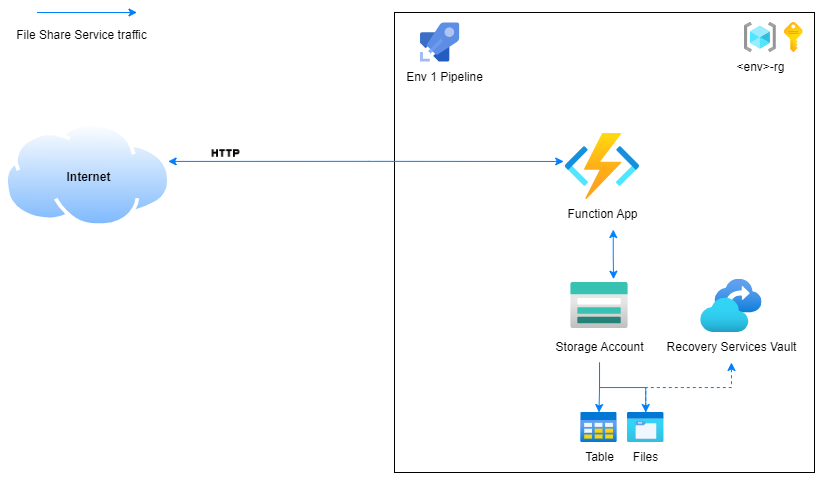 File Share Service traffic
Env 1 Pipeline
<env>-rg
HTTP
Internet
Function App
Storage Account
Recovery Services Vault
Table
Files